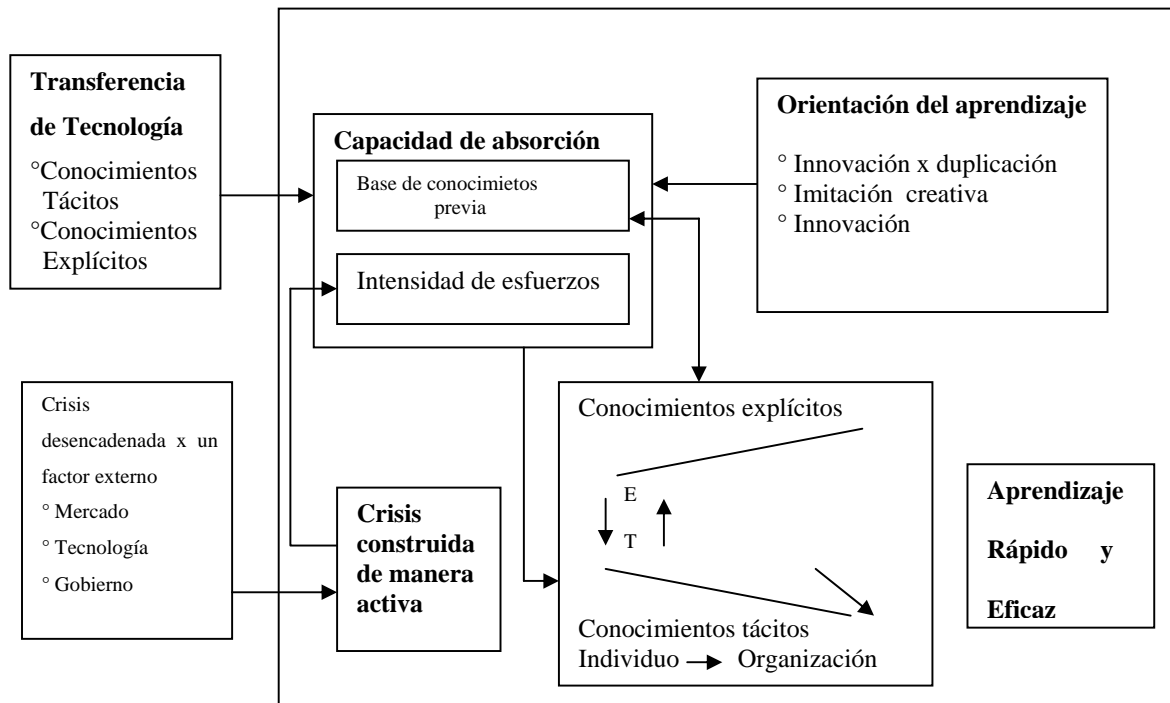 Transferencia
de Tecnología
°Conocimientos
Tácitos
°Conocimientos
Explícitos
Capacidad de absorción
Base de conocimietos
previa
Intensidad de esfuerzos
Orientación del aprendizaje
° Innovación x duplicación
° Imitación creativa
° Innovación
Crisis
desencadenada x un
factor externo
° Mercado
° Tecnología
° Gobierno
Crisis
construida
de manera
activa
Conocimientos explícitos
E
T
Conocimientos tácitos
Individuo → Organización
Aprendizaje
Rápido y
Eficaz